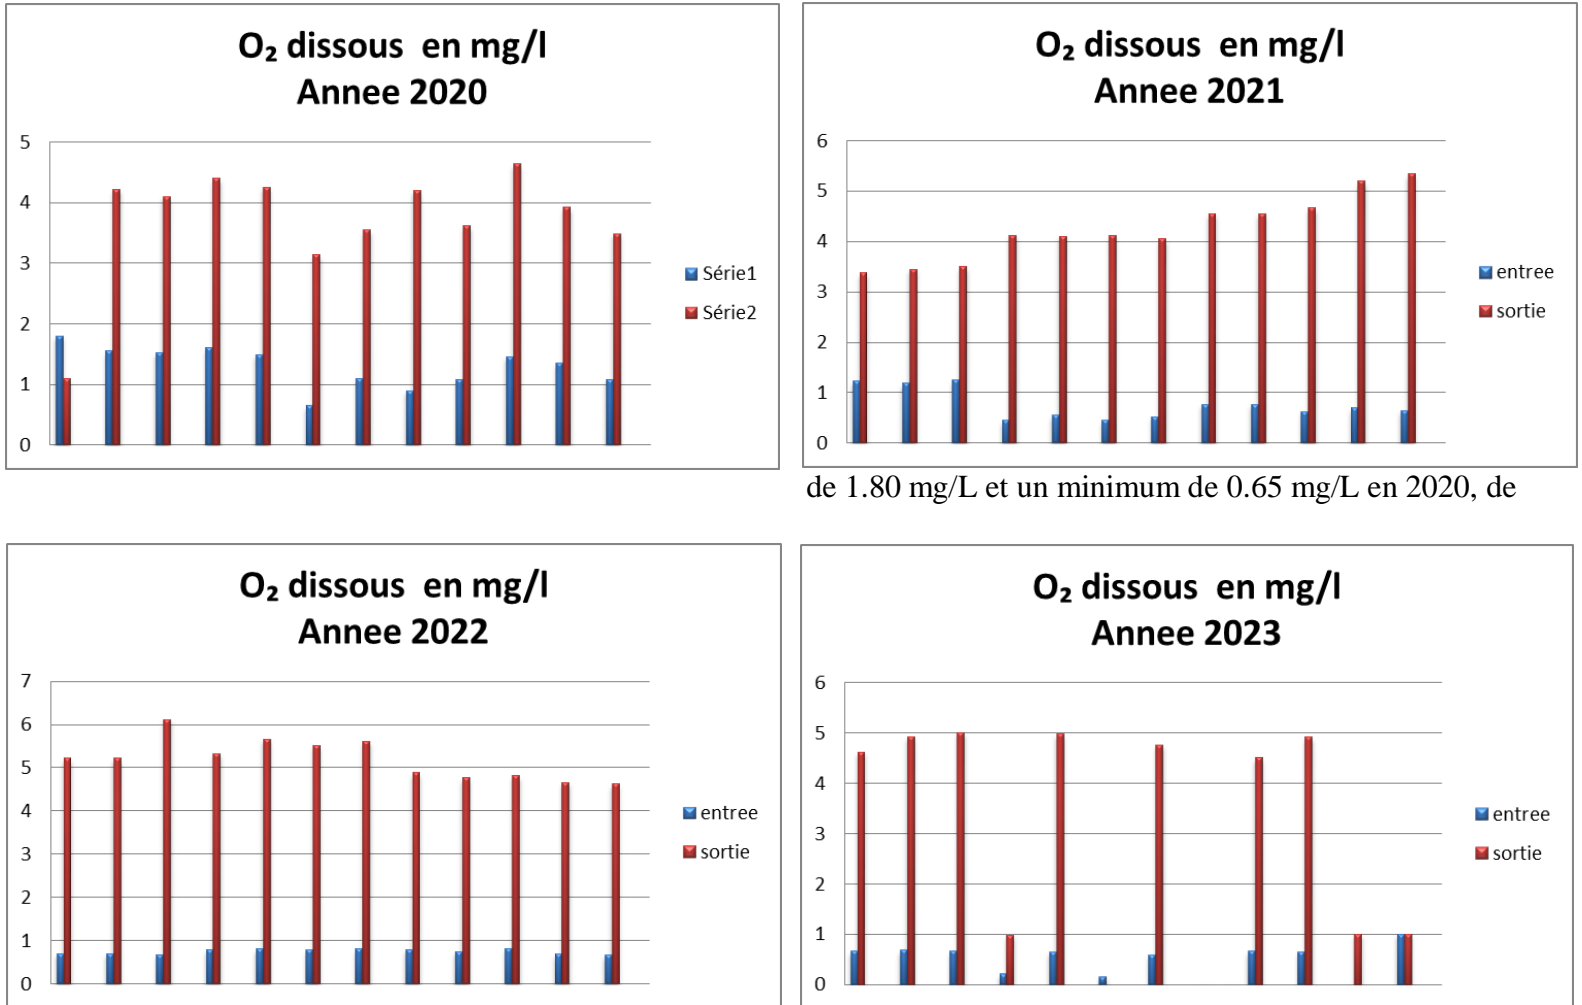 O₂ dissous en mg/l
Annee 2020
5
4
3
2
1
0
Série1
Série2
O₂ dissous en mg/l
Annee 2021
6
5
4
3
2
1
0
entree
sortie
de 1.80 mg/L et un minimum de 0.65 mg/L en 2020, de
O₂ dissous en mg/l
Annee 2022
7
6
5
4
3
2
1
0
entree
sortie
O₂ dissous en mg/l
Annee 2023
6
5
4
3
2
1
0
entree
sortie